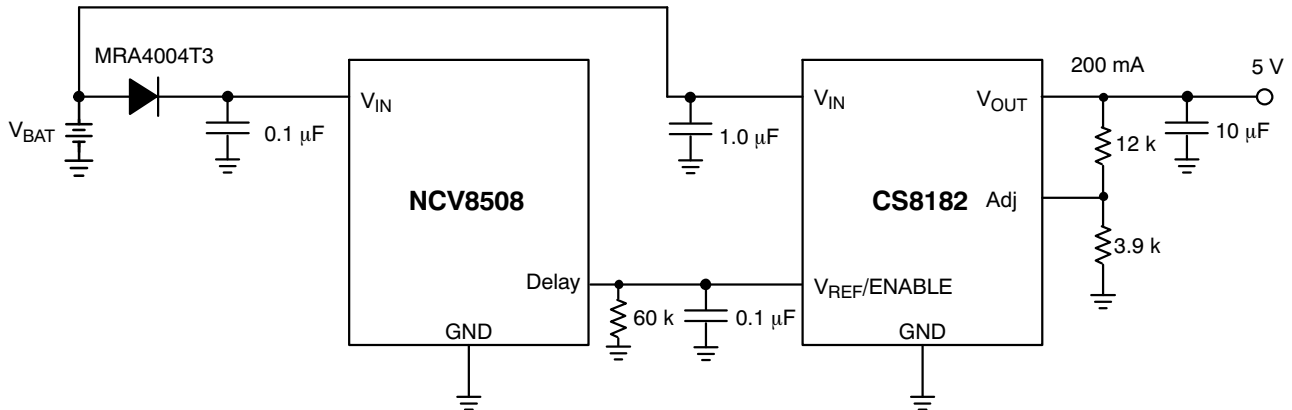 MRA4004T3
V_BAT
0.1 μF
V_IN
NCV8508
Delay
GND
60 k
0.1 μF
1.0 μF
V_IN
CS8182
V_OUT
Adj
V_REF/ENABLE
GND
200 mA
5 V
12 k
10 μF
3.9 k